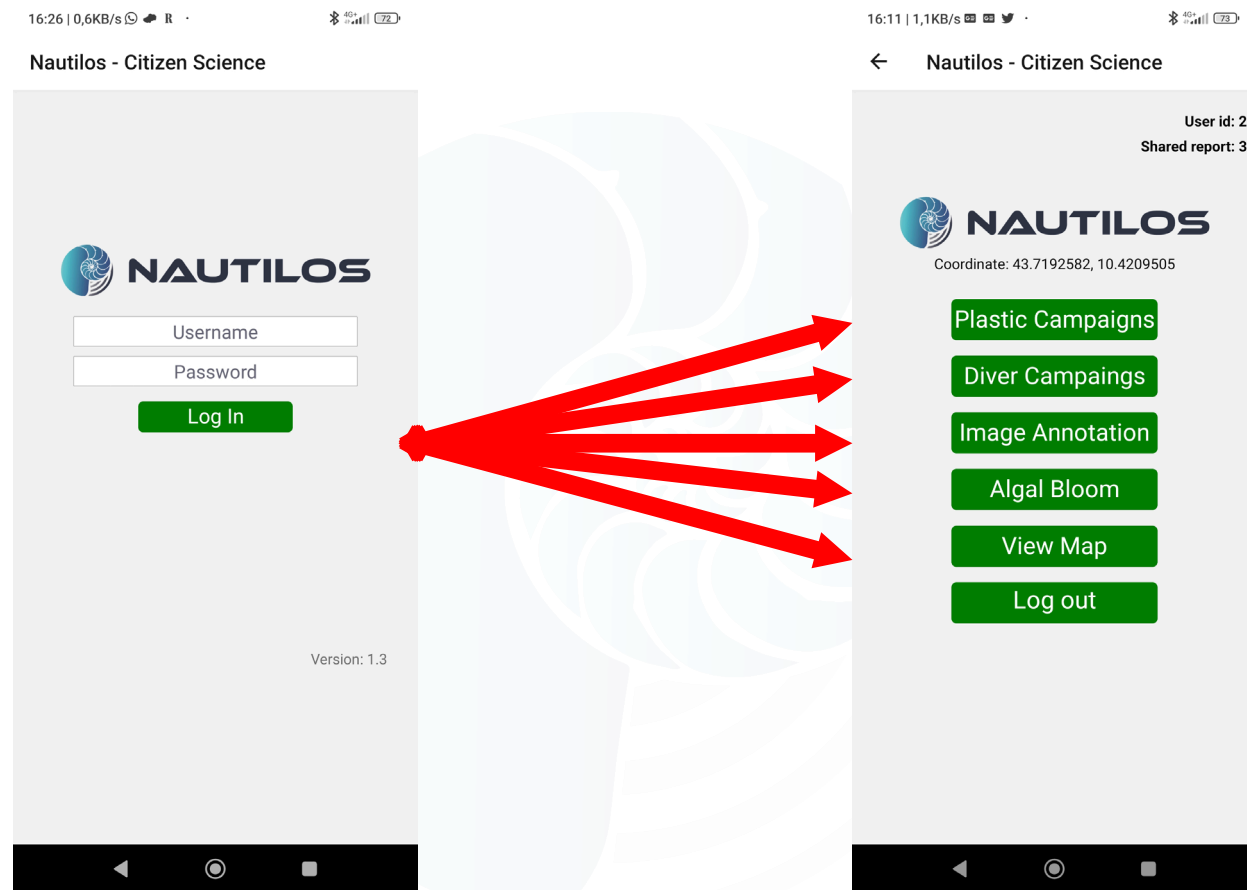 16:26 | 0,6KB/s R · 4G+ 72
Nautilos - Citizen Science
NAUTILOS
Username
Password
Log In
Version: 1.3
16:11 | 1,1KB/s · 4G+ 73
Nautilos - Citizen Science
User id: 2
Shared report: 3
NAUTILOS
Coordinate: 43.7192582, 10.4209505
Plastic Campaigns
Diver Campaings
Image Annotation
Algal Bloom
View Map
Log out